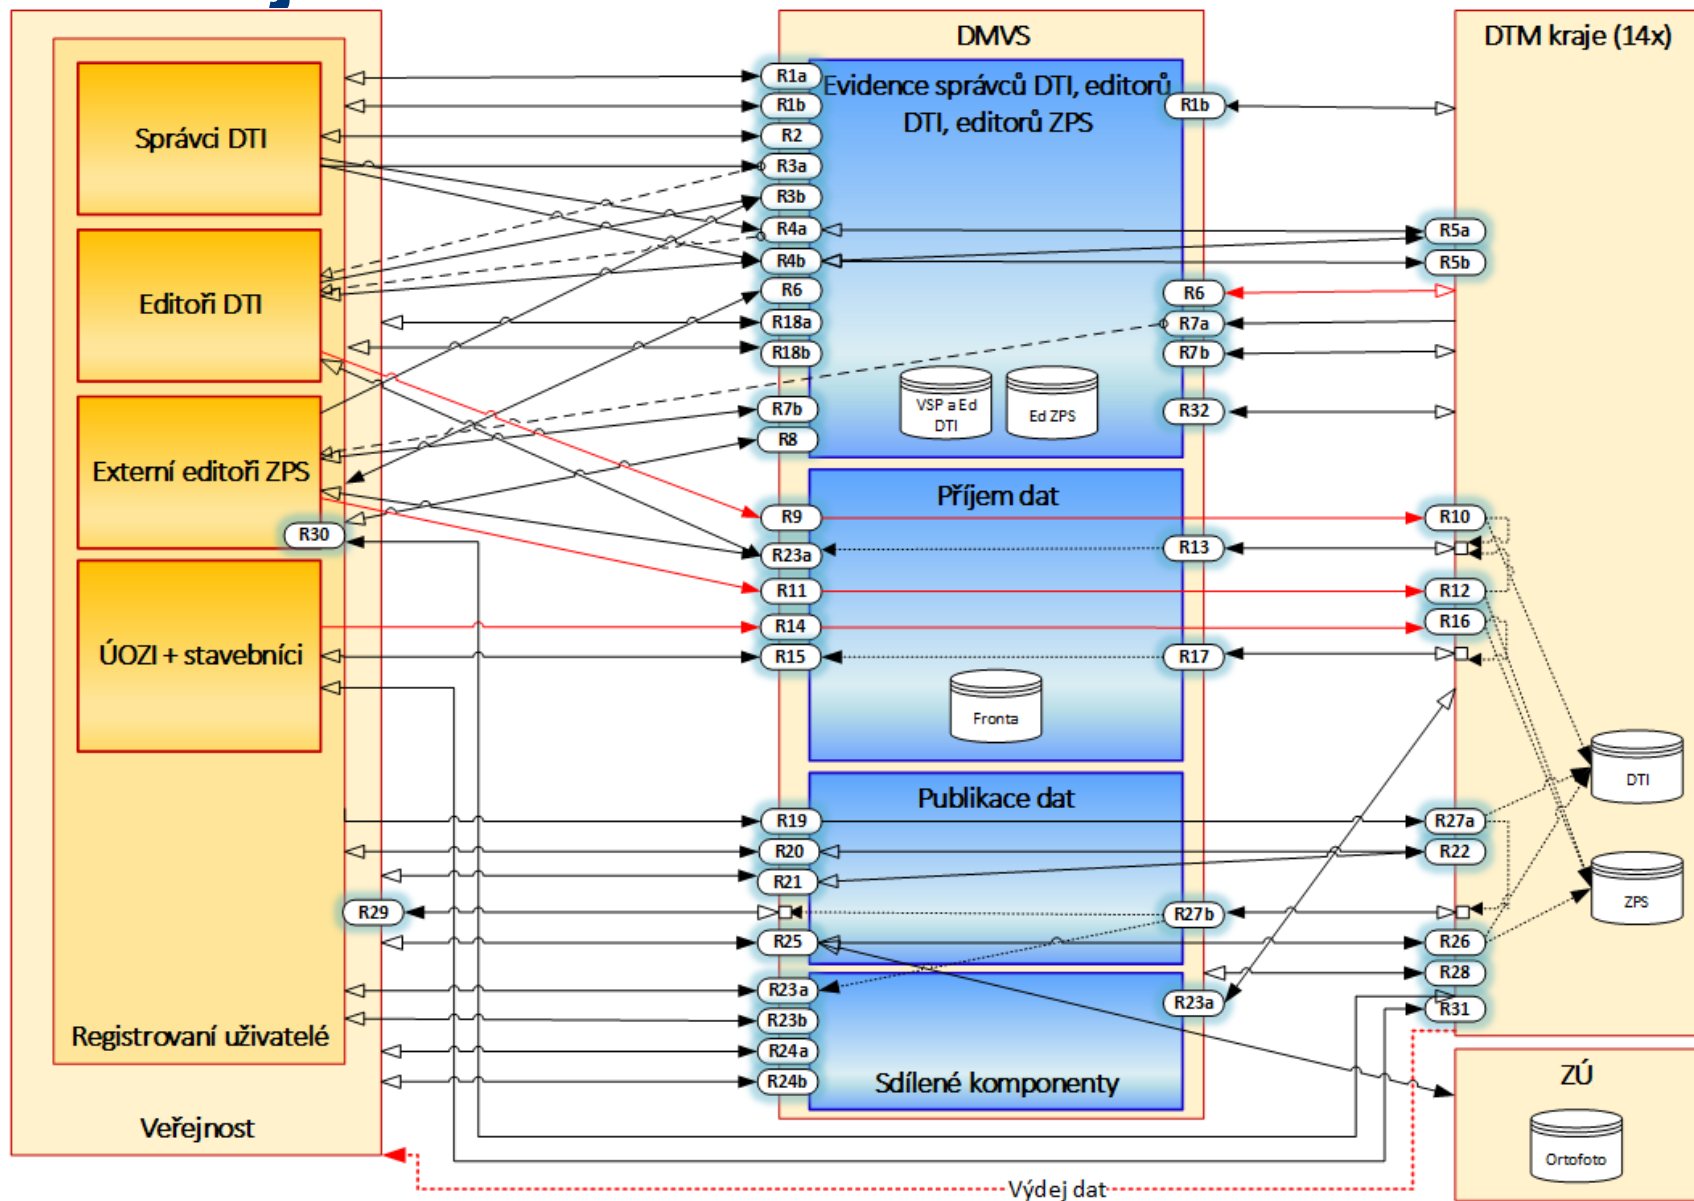 DMVS
DTM kraje (14x)
Správci DTI
Editoři DTI
Externí editoři ZPS
R30
ÚOZI + stavebníci
Registrovaní uživatelé
R29
Veřejnost
R1a
R1b
R2
R3a
R3b
R4a
R4b
R6
R18a
R18b
R7b
R8
Evidence správců DTI, editorů
DTI, editorů ZPS
VSP a Ed
DTI
Ed ZPS
R1b
R6
R7a
R7b
R32
R9
R23a
R11
R14
R15
Příjem dat
Fronta
R13
R17
R19
R20
R21
R25
Publikace dat
R27b
R23a
R23b
R24a
R24b
Sdílené komponenty
R23a
R5a
R5b
R10
R12
R16
DTI
R27a
R22
ZPS
R26
R28
R31
ZÚ
Ortofoto
Výdej dat